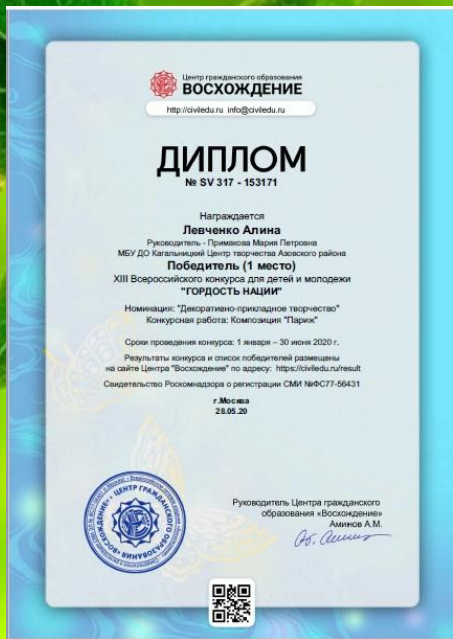 Центр гражданского образования
ВОСХОЖДЕНИЕ
http://civiledu.ru info@civiledu.ru
ДИПЛОМ
№ SV 317 - 153171
Награждается
Левченко Алина
Руководитель - Примакова Мария Петровна
МБУ ДО Кагальницкий Центр творчества Азовского района
Победитель (1 место)
XIII Всероссийского конкурса для детей и молодежи
"ГОРДОСТЬ НАЦИИ"
Номинация: "Декоративно-прикладное творчество"
Конкурсная работа: Композиция "Париж"
Сроки проведения конкурса: 1 января – 30 июня 2020 г.
Результаты конкурса и список победителей размещены
на сайте Центра "Восхождение" по адресу: https://civiledu.ru/result
Свидетельство Роскомнадзора о регистрации СМИ №ФС77-56431
г.Москва
28.05.20
Руководитель Центра гражданского
образования «Восхождение»
Аминов А.М.
ЦЕНТР ГРАЖДАНСКОГО ОБРАЗОВАНИЯ «ВОСХОЖДЕНИЕ»